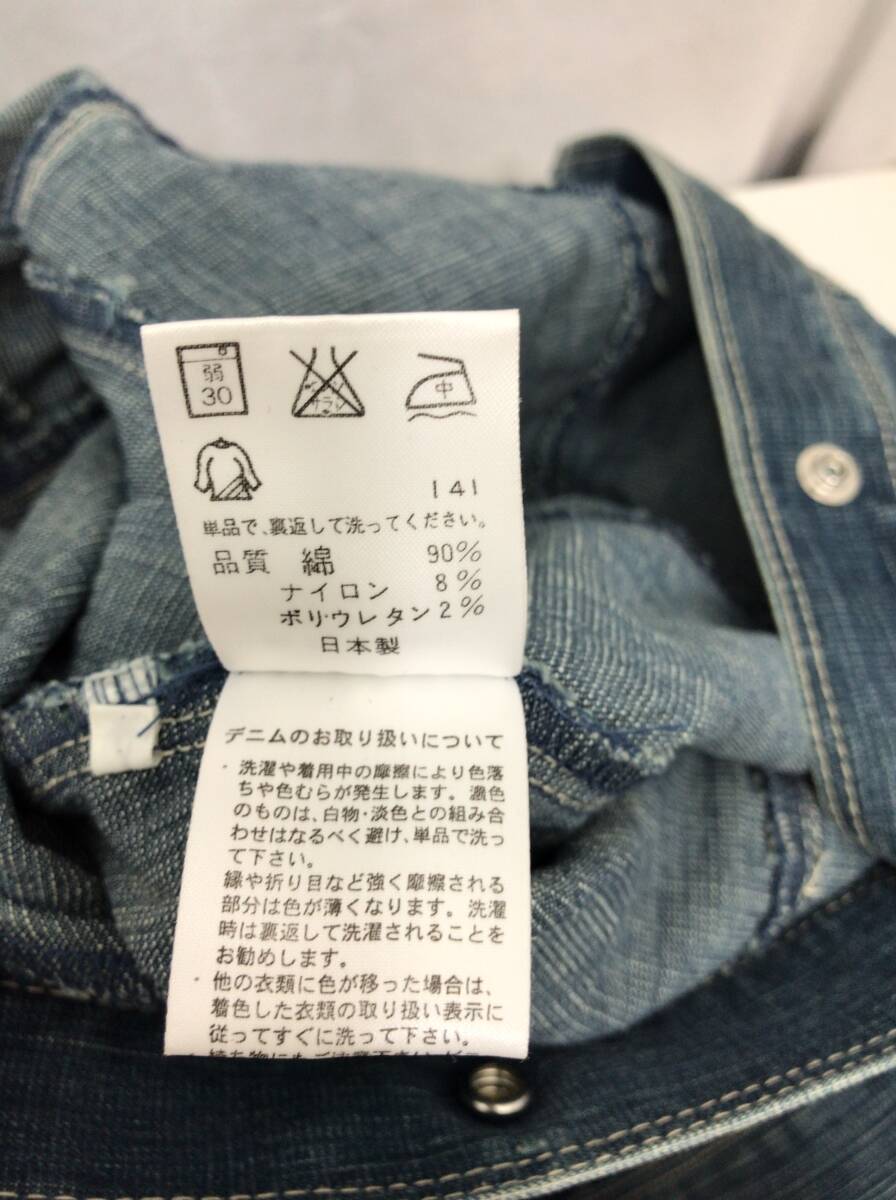 弱
30
中
141
単品で、裏返して洗ってください。
品質 綿 90%
ナイロン 8%
ポリウレタン 2%
日本製
デニムのお取り扱いについて
・洗濯や着用中の摩擦により色落
ちや色むらが発生します。濃色
のものは、白物・淡色との組み合
わせはなるべく避け、単品で洗っ
て下さい。
縁や折り目など強く摩擦される
部分は色が薄くなります。洗濯
時は裏返して洗濯されることを
お勧めします。
・他の衣類に色が移った場合は、
着色した衣類の取り扱い表示に
従ってすぐに洗って下さい。